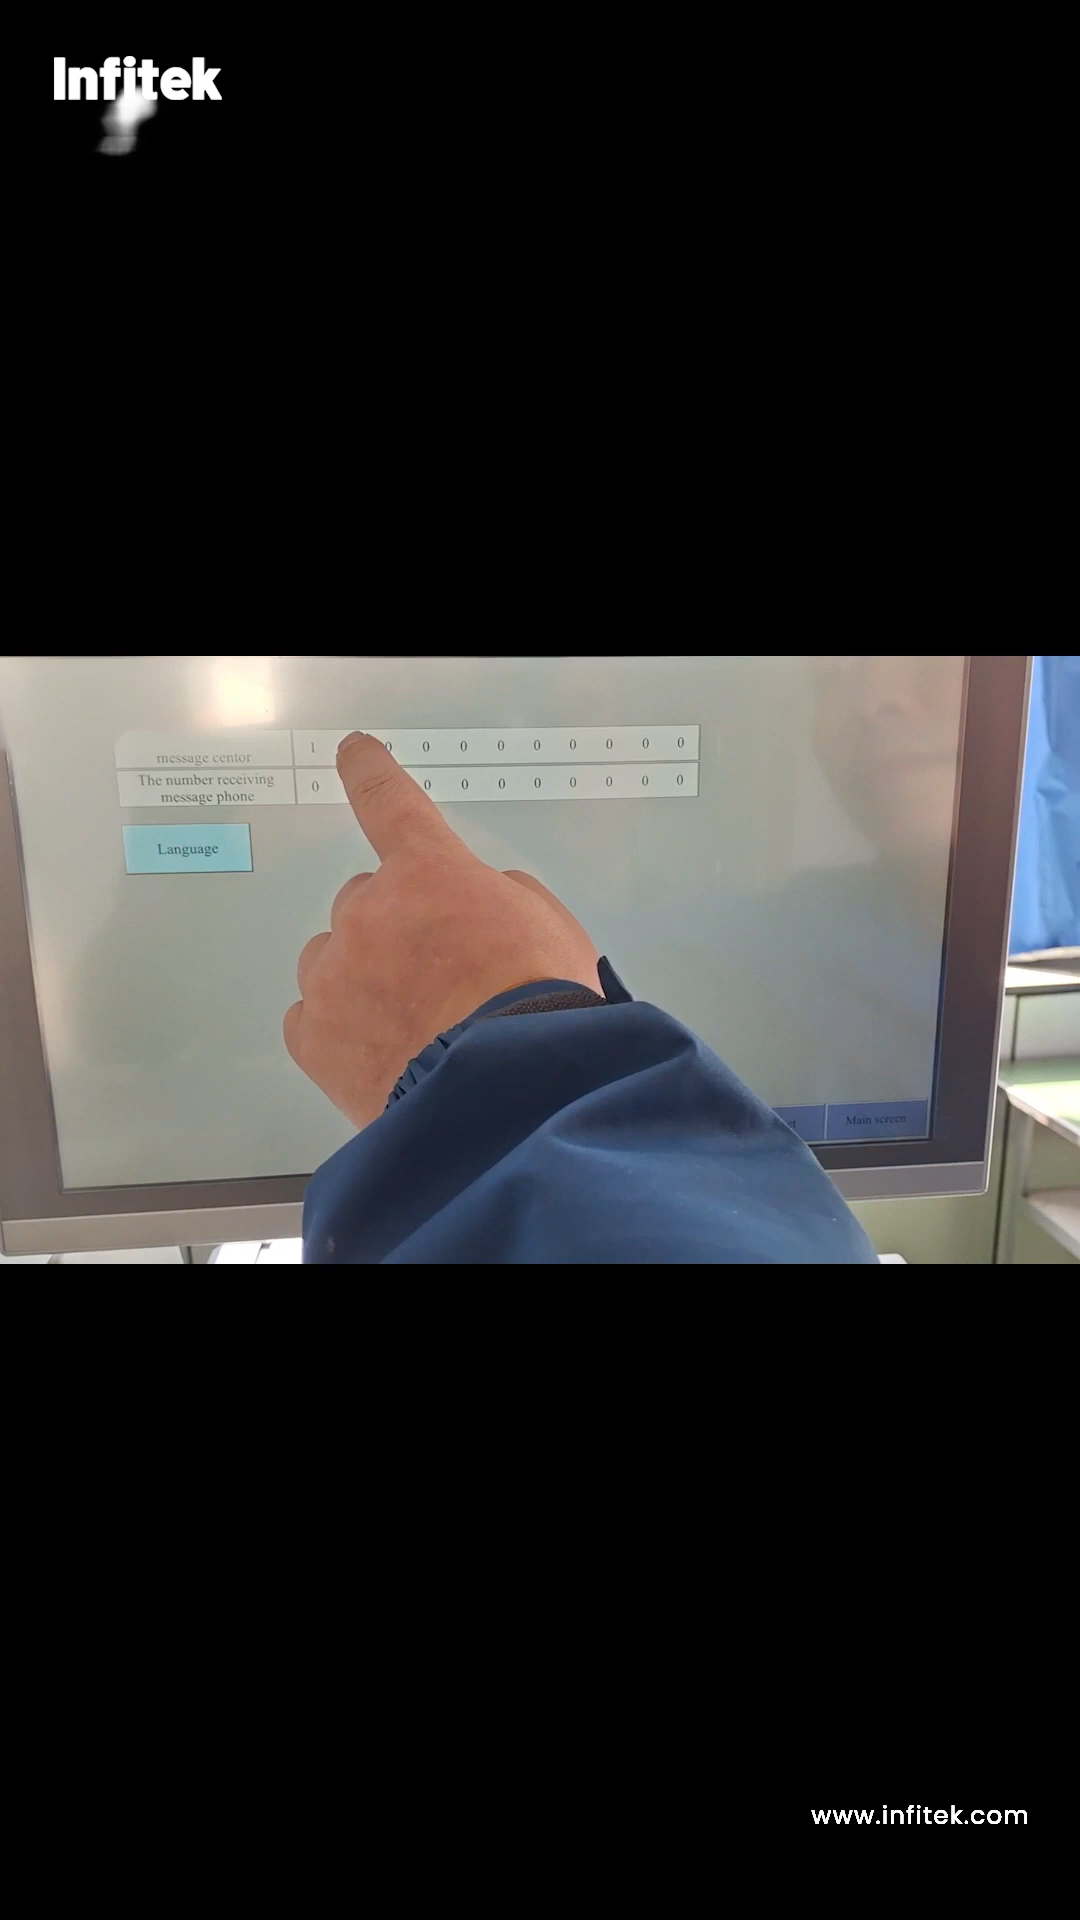 Infitek
message centor
1 0 0 0 0 0 0 0 0 0
The number receiving
message phone
0 0 0 0 0 0 0 0 0
Language
Main screen
www.infitek.com